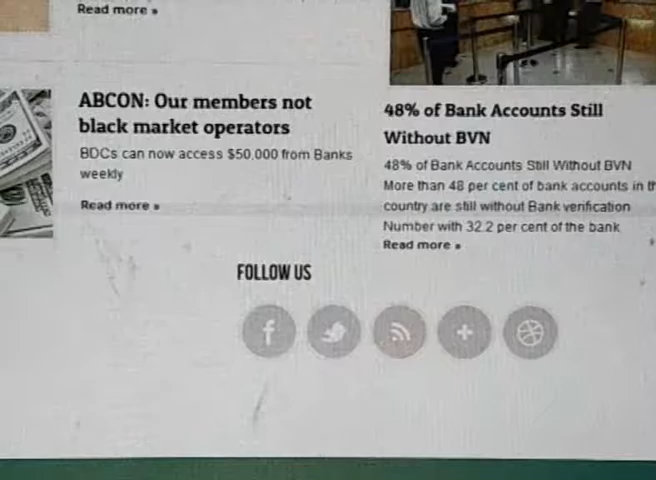 Read more »
ABCON: Our members not
black market operators
BDCs can now access $50,000 from Banks
weekly
Read more »
48% of Bank Accounts Still
Without BVN
48% of Bank Accounts Still Without BVN
More than 48 per cent of bank accounts in th
country are still without Bank verification
Number with 32.2 per cent of the bank
Read more »
FOLLOW US